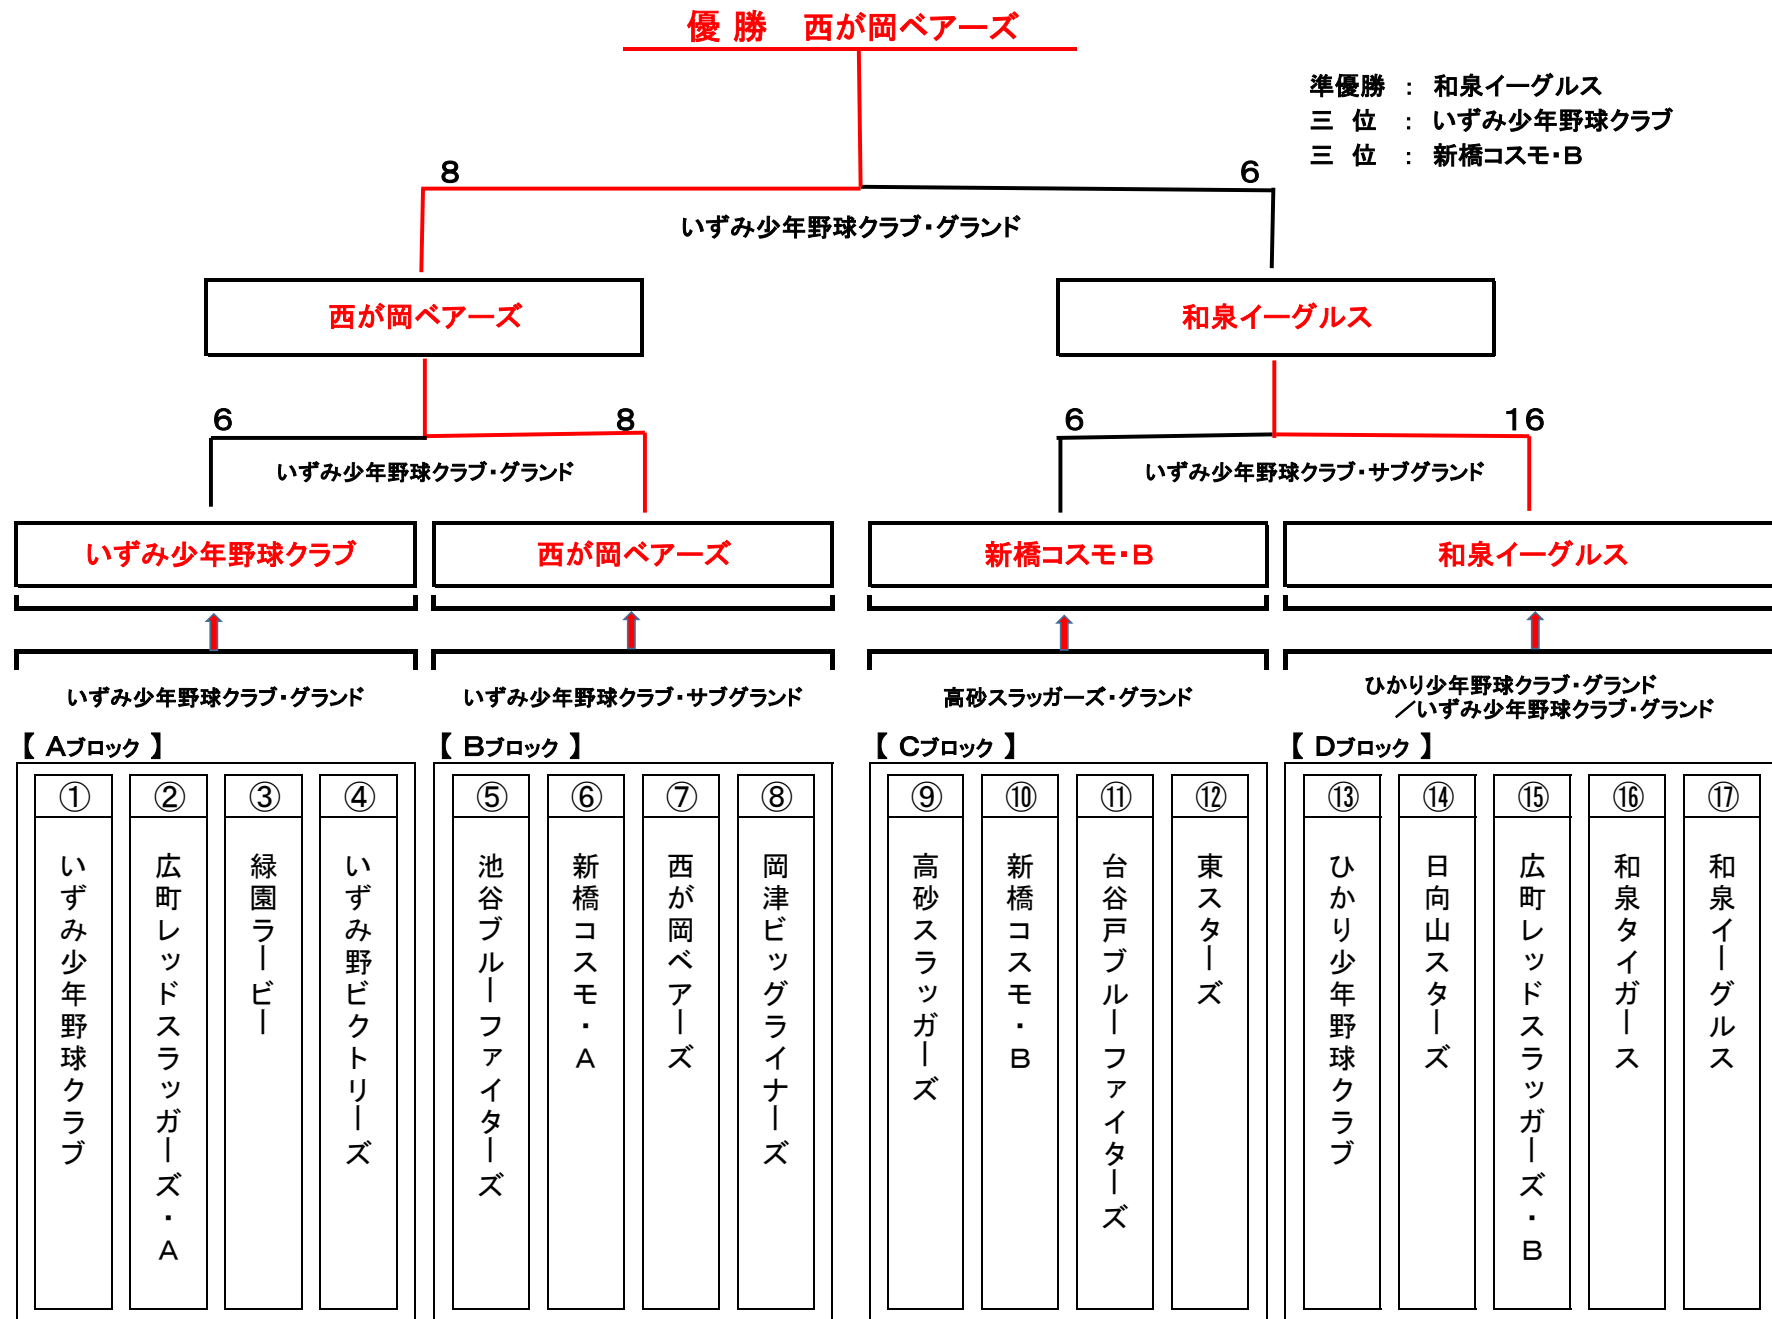 優 勝　西が岡ベアーズ
準優勝 ： 和泉イーグルス
三 位 ： いずみ少年野球クラブ
三 位 ： 新橋コスモ・B
8
6
いずみ少年野球クラブ・グランド
西が岡ベアーズ
和泉イーグルス
6
8
6
16
いずみ少年野球クラブ・グランド
いずみ少年野球クラブ・サブグランド
いずみ少年野球クラブ
西が岡ベアーズ
新橋コスモ・B
和泉イーグルス
いずみ少年野球クラブ・グランド
いずみ少年野球クラブ・サブグランド
高砂スラッガーズ・グランド
ひかり少年野球クラブ・グランド
／いずみ少年野球クラブ・グランド
【 Aブロック 】
【 Bブロック 】
【 Cブロック 】
【 Dブロック 】
①
いずみ少年野球クラブ
②
広町レッドスラッガーズ・A
③
緑園ラービー
④
いずみ野ビクトリーズ
⑤
池谷ブルーファイターズ
⑥
新橋コスモ・A
⑦
西が岡ベアーズ
⑧
岡津ビッグライナーズ
⑨
高砂スラッガーズ
⑩
新橋コスモ・B
⑪
台谷戸ブルーファイターズ
⑫
東スターズ
⑬
ひかり少年野球クラブ
⑭
日向山スターズ
⑮
広町レッドスラッガーズ・B
⑯
和泉タイガース
⑰
和泉イーグルス